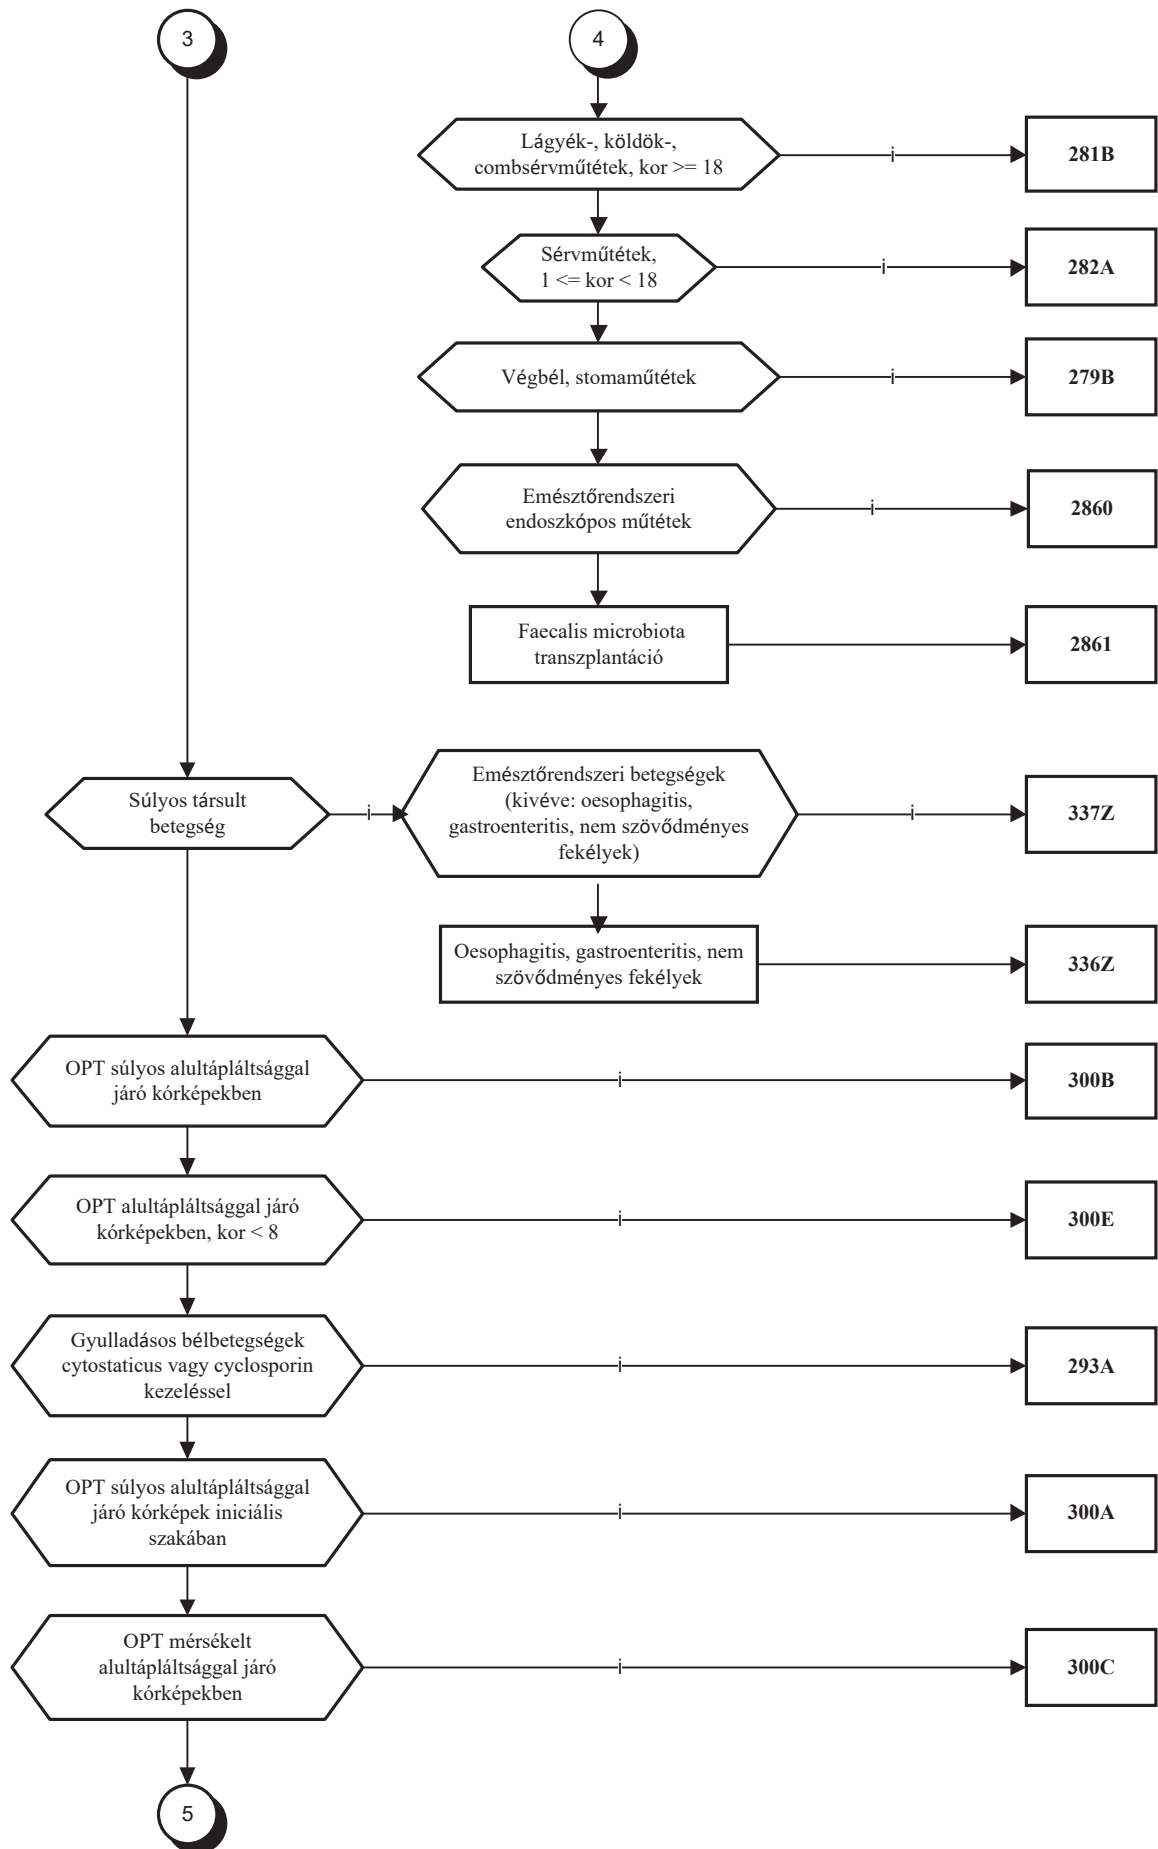 3
4
Lágyék-, köldök-,
combsérvműtétek, kor >= 18
i
281B
Sérvműtétek,
1 <= kor < 18
i
282A
Végbél, stomaműtétek
i
279B
Emésztőrendszeri
endoszkópos műtétek
i
2860
Faecalis microbiota
transzplantáció
2861
Súlyos társult
betegség
i
Emésztőrendszeri betegségek
(kivéve: oesophagitis,
gastroenteritis, nem szövődményes
fekélyek)
i
337Z
Oesophagitis, gastroenteritis, nem
szövődményes fekélyek
336Z
OPT súlyos alultápláltsággal
járó kórképekben
i
300B
OPT alultápláltsággal járó
kórképekben, kor < 8
i
300E
Gyulladásos bélbetegségek
cytostaticus vagy cyclosporin
kezeléssel
i
293A
OPT súlyos alultápláltsággal
járó kórképek iniciális
szakában
i
300A
OPT mérsékelt
alultápláltsággal járó
kórképekben
i
300C
5